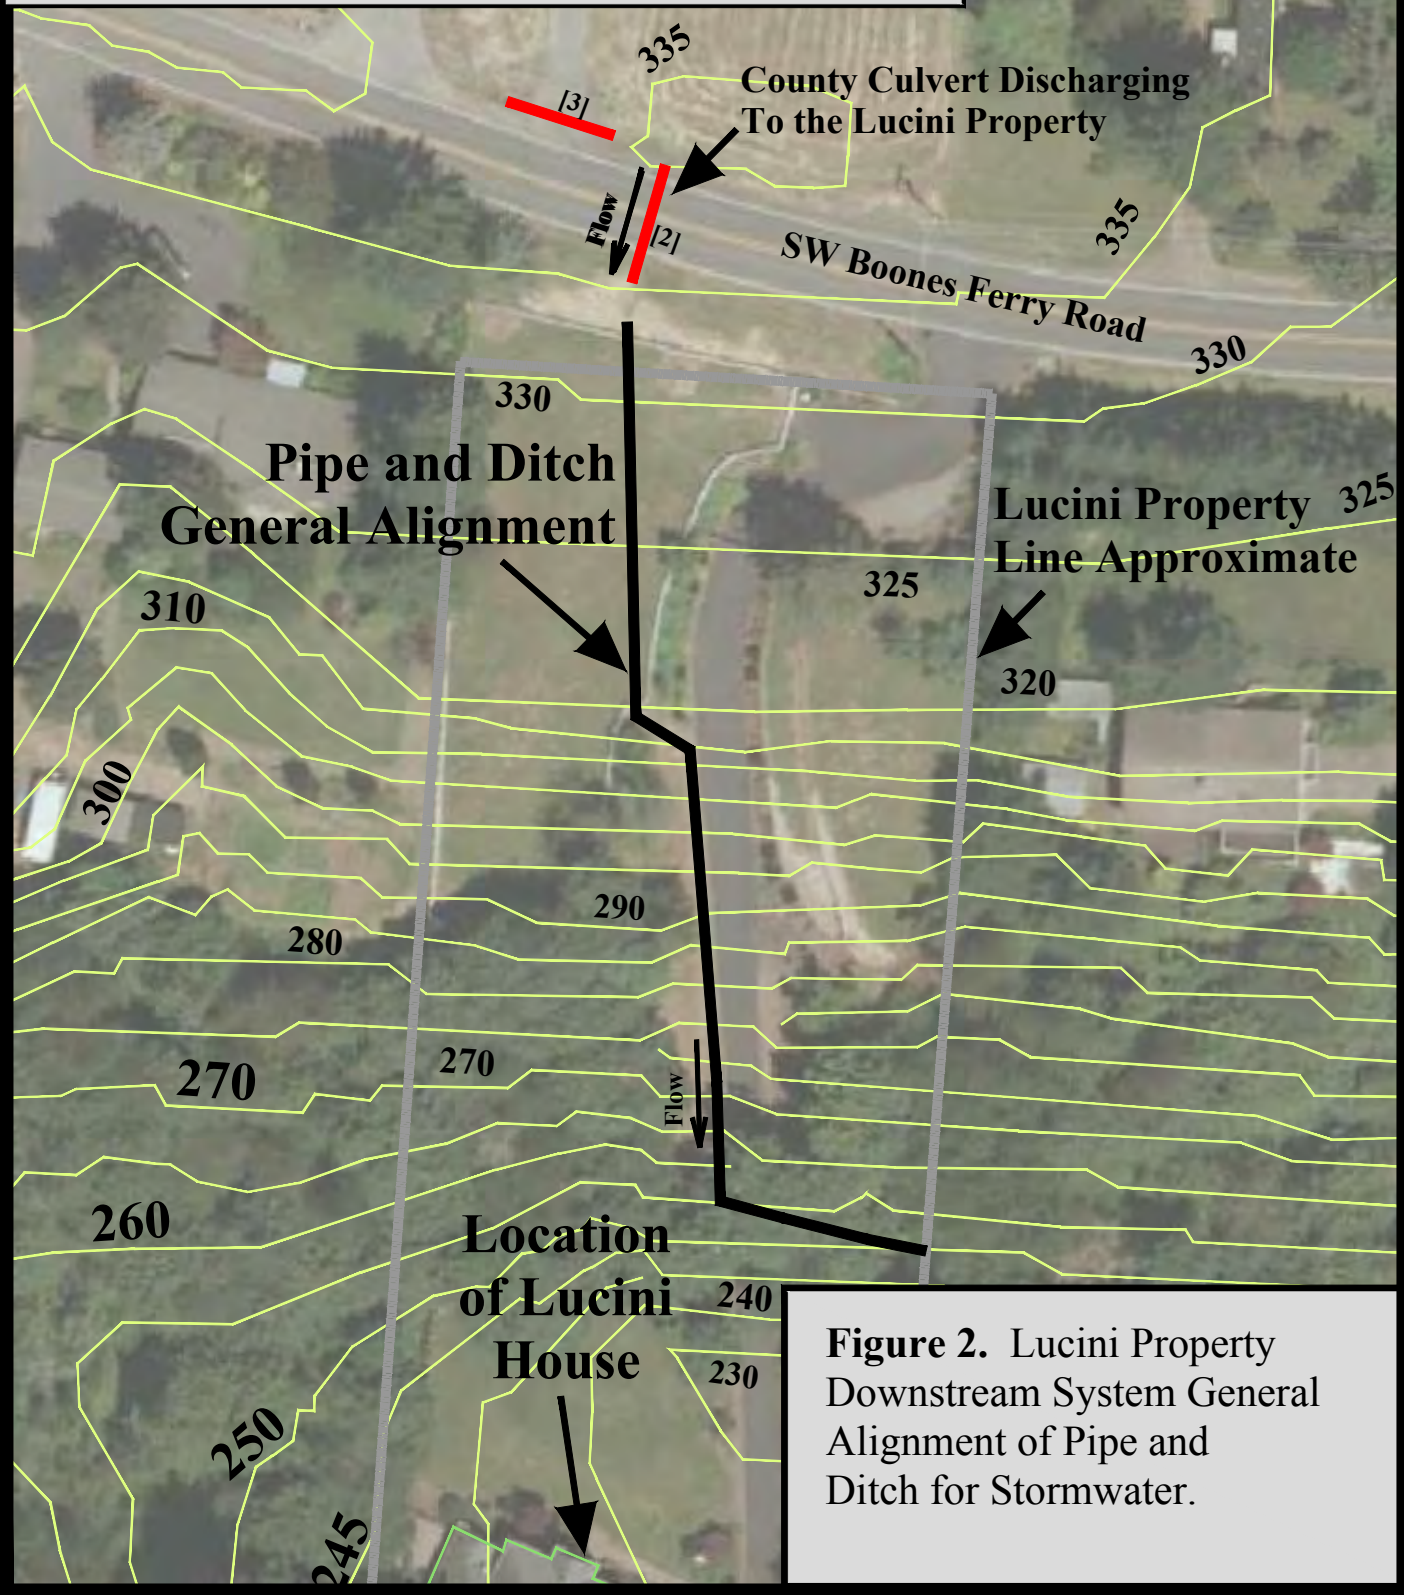 335
County Culvert Discharging
To the Lucini Property
[3]
Flow
[2]
335
SW Boones Ferry Road
330
330
Pipe and Ditch
General Alignment
325
Lucini Property
Line Approximate
325
310
320
300
290
280
270
270
Flow
260
Location
of Lucini
House
240
230
250
245
Figure 2. Lucini Property
Downstream System General
Alignment of Pipe and
Ditch for Stormwater.